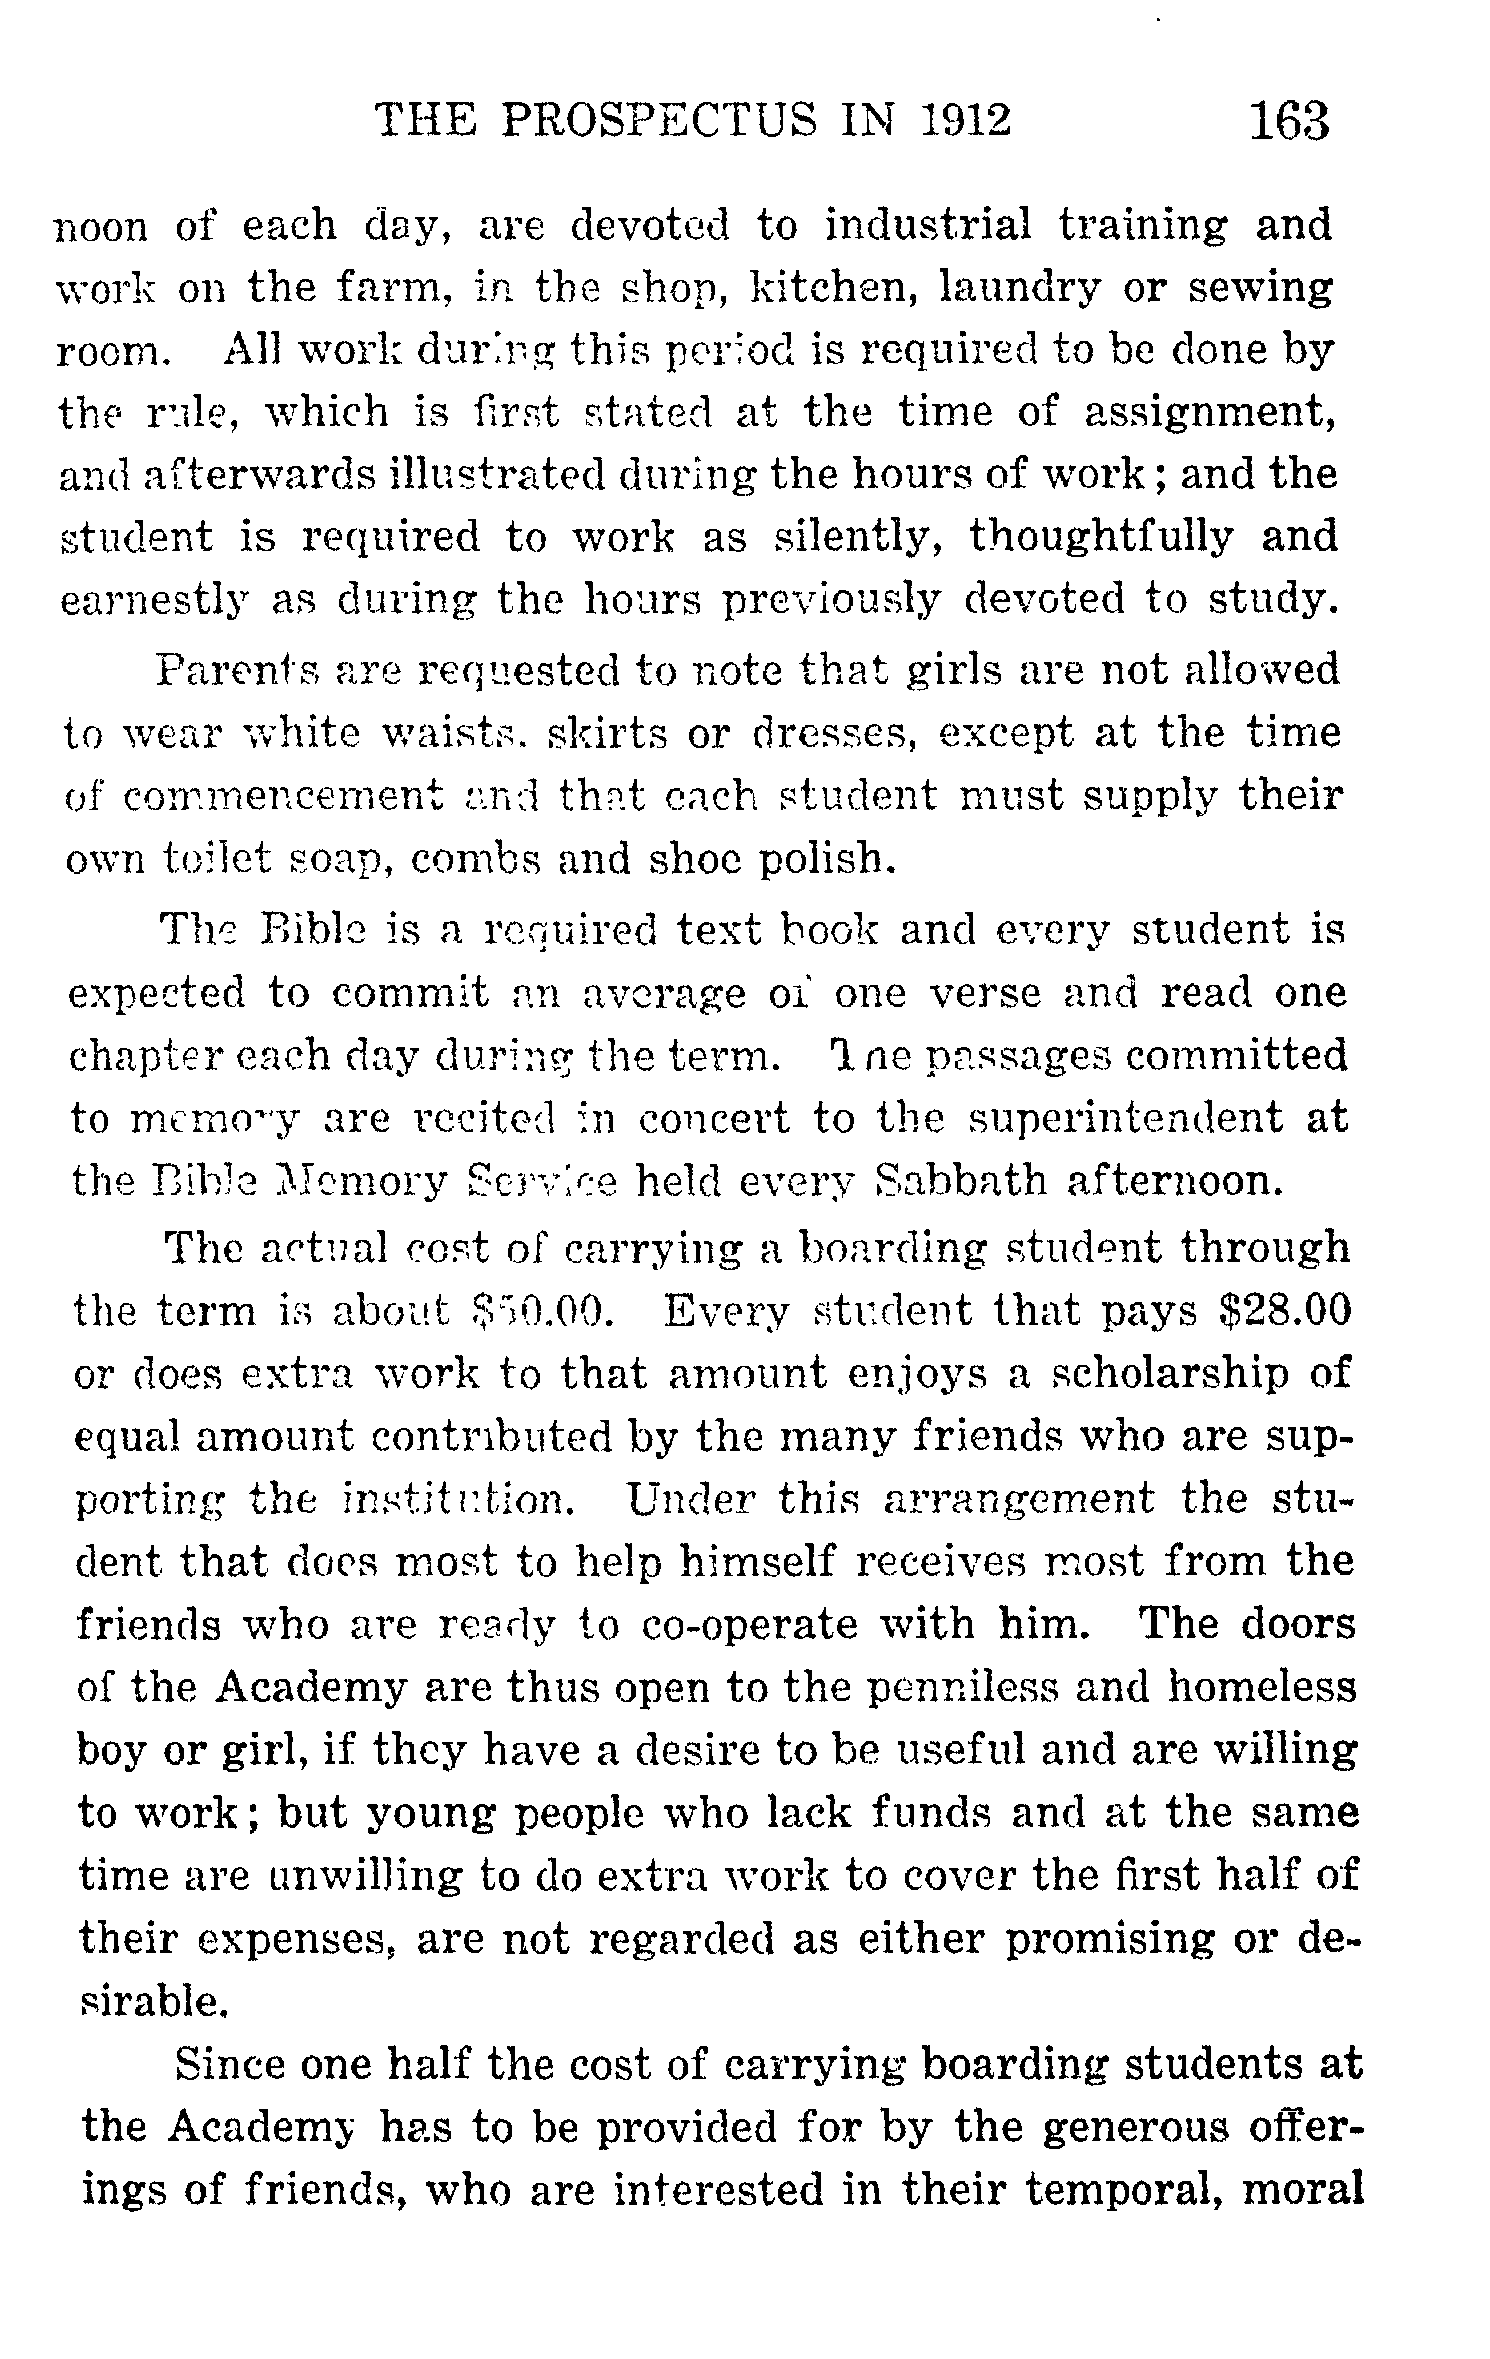 THE PROSPECTUS IN 1912 163
noon of each day, are devoted to industrial training and
work on the farm, in the shop, kitchen, laundry or sewing
room. All work during this period is required to be done by
the rule, which is first stated at the time of assignment,
and afterwards illustrated during the hours of work; and the
student is required to work as silently, thoughtfully and
earnestly as during the hours previously devoted to study.
Parents are requested to note that girls are not allowed
to wear white waists. skirts or dresses, except at the time
of commencement and that each student must supply their
own toilet soap, combs and shoe polish.
The Bible is a required text book and every student is
expected to commit an average of one verse and read one
chapter each day during the term. The passages committed
to memory are recited in concert to the superintendent at
the Bible Memory Service held every Sabbath afternoon.
The actual cost of carrying a boarding student through
the term is about $50.00. Every student that pays $28.00
or does extra work to that amount enjoys a scholarship of
equal amount contributed by the many friends who are sup-
porting the institution. Under this arrangement the stu-
dent that does most to help himself receives most from the
friends who are ready to co-operate with him. The doors
of the Academy are thus open to the penniless and homeless
boy or girl, if they have a desire to be useful and are willing
to work; but young people who lack funds and at the same
time are unwilling to do extra work to cover the first half of
their expenses, are not regarded as either promising or de-
sirable.
Since one half the cost of carrying boarding students at
the Academy has to be provided for by the generous offer-
ings of friends, who are interested in their temporal, moral